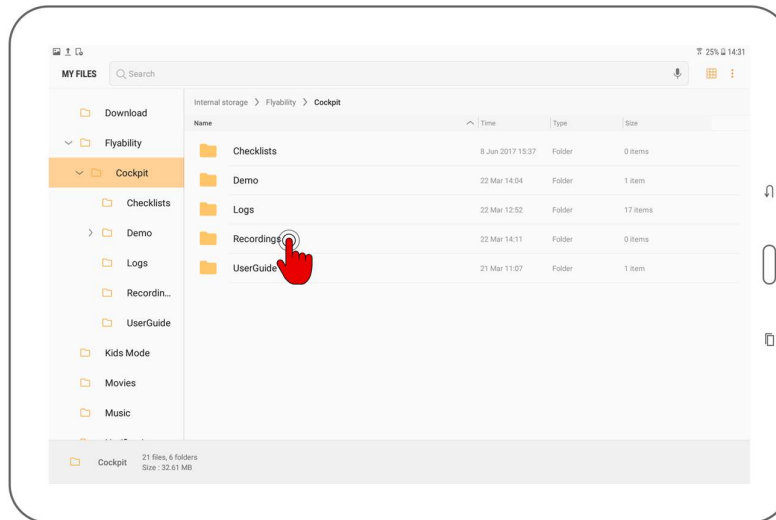 25% 14:31
MY FILES Search
Download
Flyability
Cockpit
Checklists
Demo
Logs
Recordin...
UserGuide
Kids Mode
Movies
Music
Internal storage > Flyability > Cockpit
Name Time Type Size
Checklists 8 Jun 2017 15:37 Folder 0 items
Demo 22 Mar 14:04 Folder 1 item
Logs 22 Mar 12:52 Folder 17 items
Recordings 22 Mar 14:11 Folder 0 items
UserGuide 21 Mar 11:07 Folder 1 item
Cockpit
21 files, 6 folders
Size : 32.61 MB